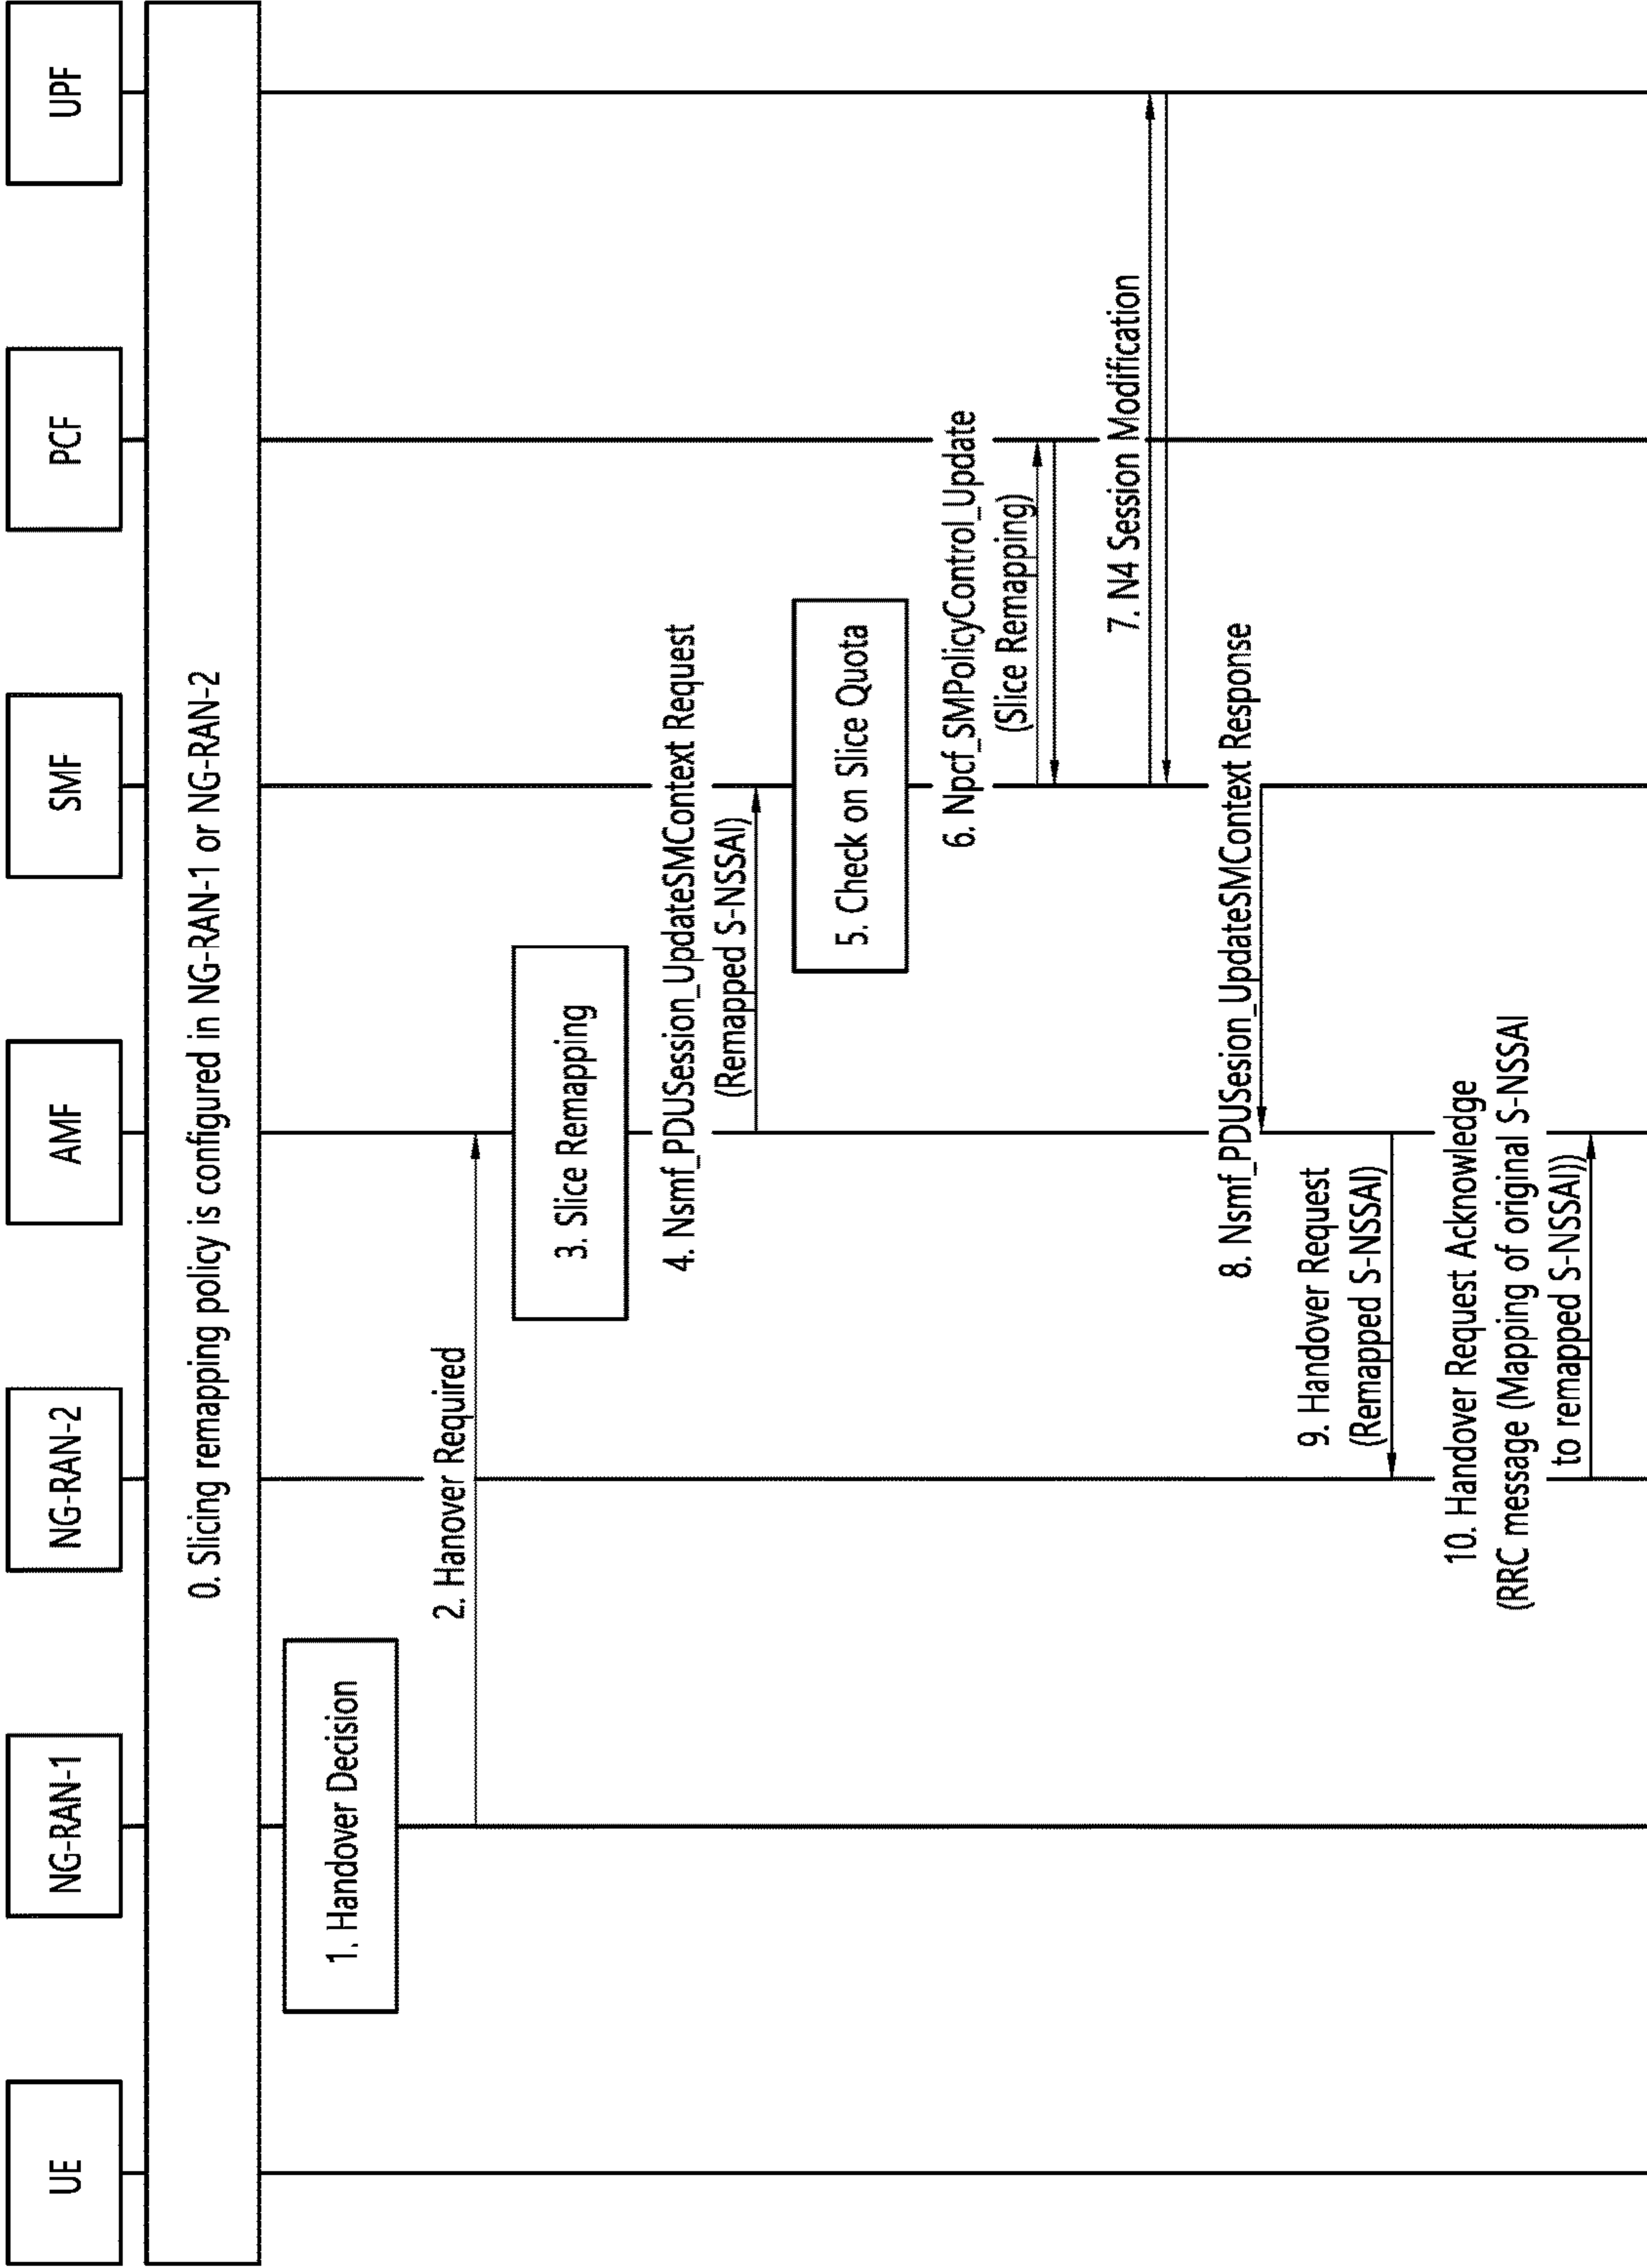 UE
NG-RAN-1
NG-RAN-2
AMF
SMF
PCF
UPF
0. Slicing remapping policy is configured in NG-RAN-1 or NG-RAN-2
1. Handover Decision
2. Hanover Required
3. Slice Remapping
4. Nsmf_PDUSession_UpdateSMContext Request
(Remapped S-NSSAI)
5. Check on Slice Quota
6. Npcf_SMPolicyControl_Update
(Slice Remapping)
7. N4 Session Modification
8. Nsmf_PDUSesion_UpdateSMContext Response
9. Handover Request
(Remapped S-NSSAI)
10. Handover Request Acknowledge
(RRC message (Mapping of original S-NSSAI
to remapped S-NSSAI))